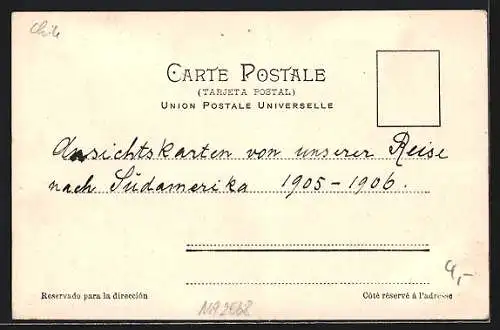 Chile
CARTE POSTALE
(TARJETA POSTAL)
UNION POSTALE UNIVERSELLE
Ansichtskarten von unserer Reise
nach Südamerika 1905-1906.
4,-
Reservado para la dirección
Côté réservé à l'adresse